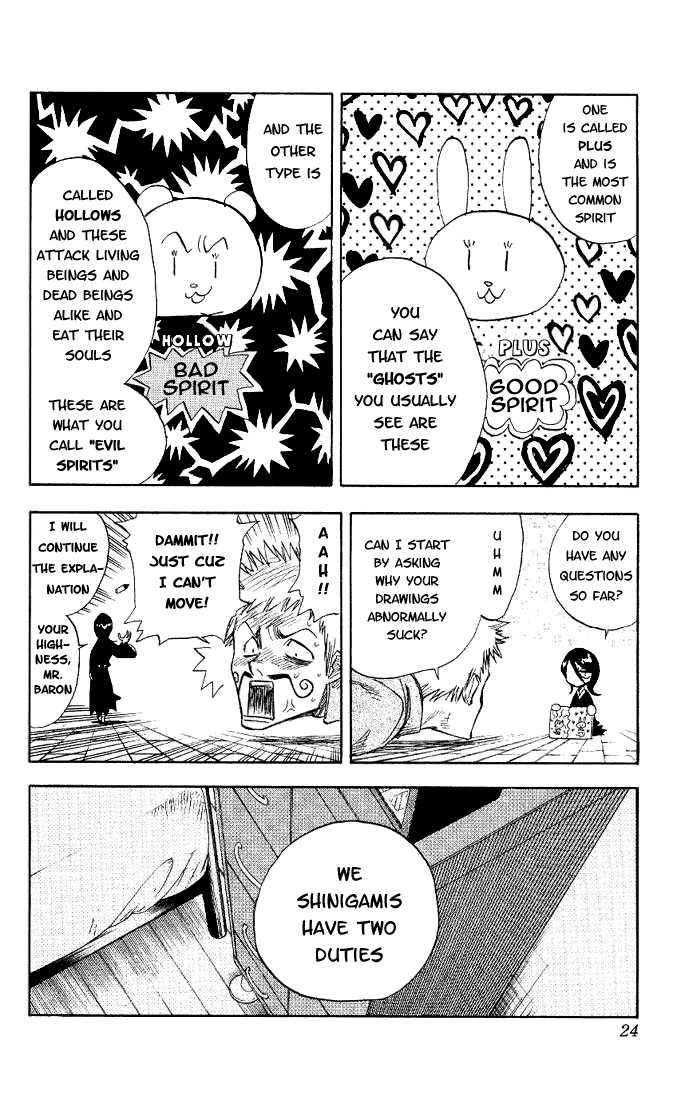 ONE
IS CALLED
PLUS
AND IS
THE MOST
COMMON
SPIRIT
YOU
CAN SAY
THAT THE
"GHOSTS"
YOU USUALLY
SEE ARE
THESE
PLUS
GOOD
SPIRIT
AND THE
OTHER
TYPE IS
CALLED
HOLLOWS
AND THESE
ATTACK LIVING
BEINGS AND
DEAD BEINGS
ALIKE AND
EAT THEIR
SOULS
THESE ARE
WHAT YOU
CALL "EVIL
SPIRITS"
HOLLOW
BAD
SPIRIT
DO YOU
HAVE ANY
QUESTIONS
SO FAR?
UHMM
CAN I START
BY ASKING
WHY YOUR
DRAWINGS
ABNORMALLY
SUCK?
AAH!!
DAMMIT!!
JUST CUZ
I CAN'T
MOVE!
I WILL
CONTINUE
THE EXPLA-
NATION
YOUR
HIGH-
NESS,
MR.
BARON
WE
SHINIGAMIS
HAVE TWO
DUTIES
24